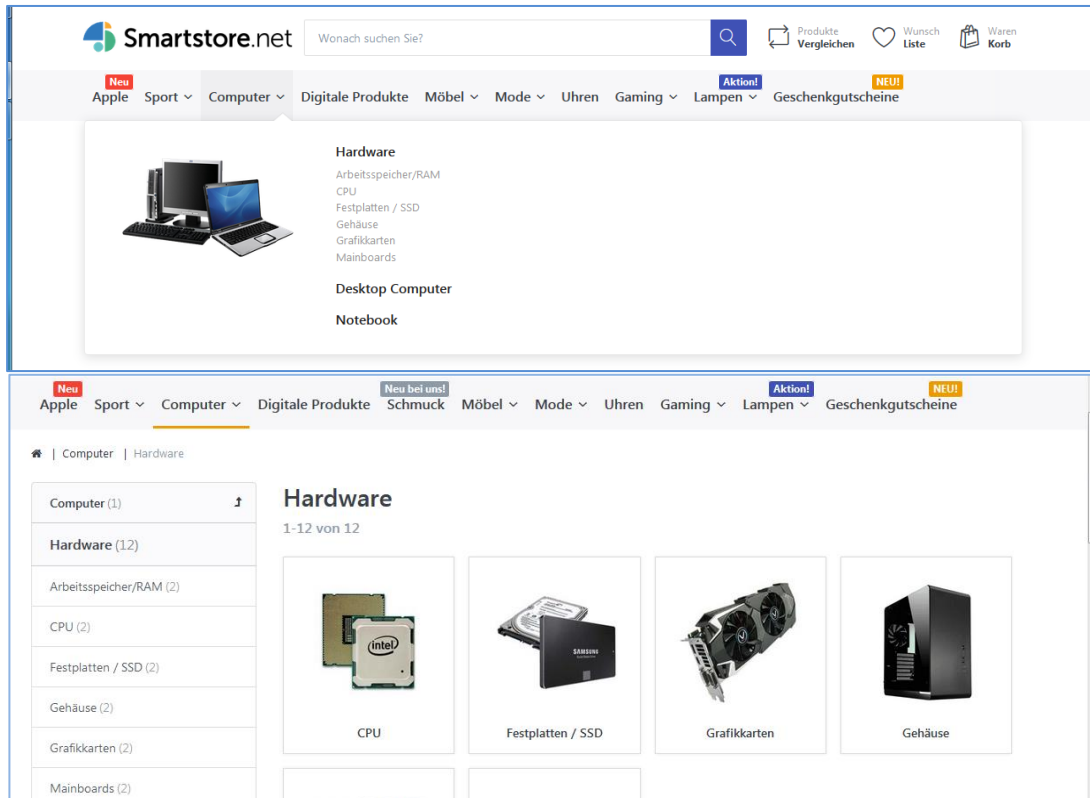 Smartstore.net
Wonach suchen Sie?
Produkte
Vergleichen
Wunsch
Liste
Waren
Korb
Neu
Aktion!
NEU!
Apple Sport Computer Digitale Produkte Möbel Mode Uhren Gaming Lampen Geschenkgutscheine
Hardware
Arbeitsspeicher/RAM
CPU
Festplatten / SSD
Gehäuse
Grafikkarten
Mainboards
Desktop Computer
Notebook
Neu
Neu bei uns!
Aktion!
NEU!
Apple Sport Computer Digitale Produkte Schmuck Möbel Mode Uhren Gaming Lampen Geschenkgutscheine
| Computer | Hardware
Computer (1)
Hardware (12)
Arbeitsspeicher/RAM (2)
CPU (2)
Festplatten / SSD (2)
Gehäuse (2)
Grafikkarten (2)
Mainboards (2)
Hardware
1-12 von 12
intel
SAMSUNG
CPU
Festplatten / SSD
Grafikkarten
Gehäuse